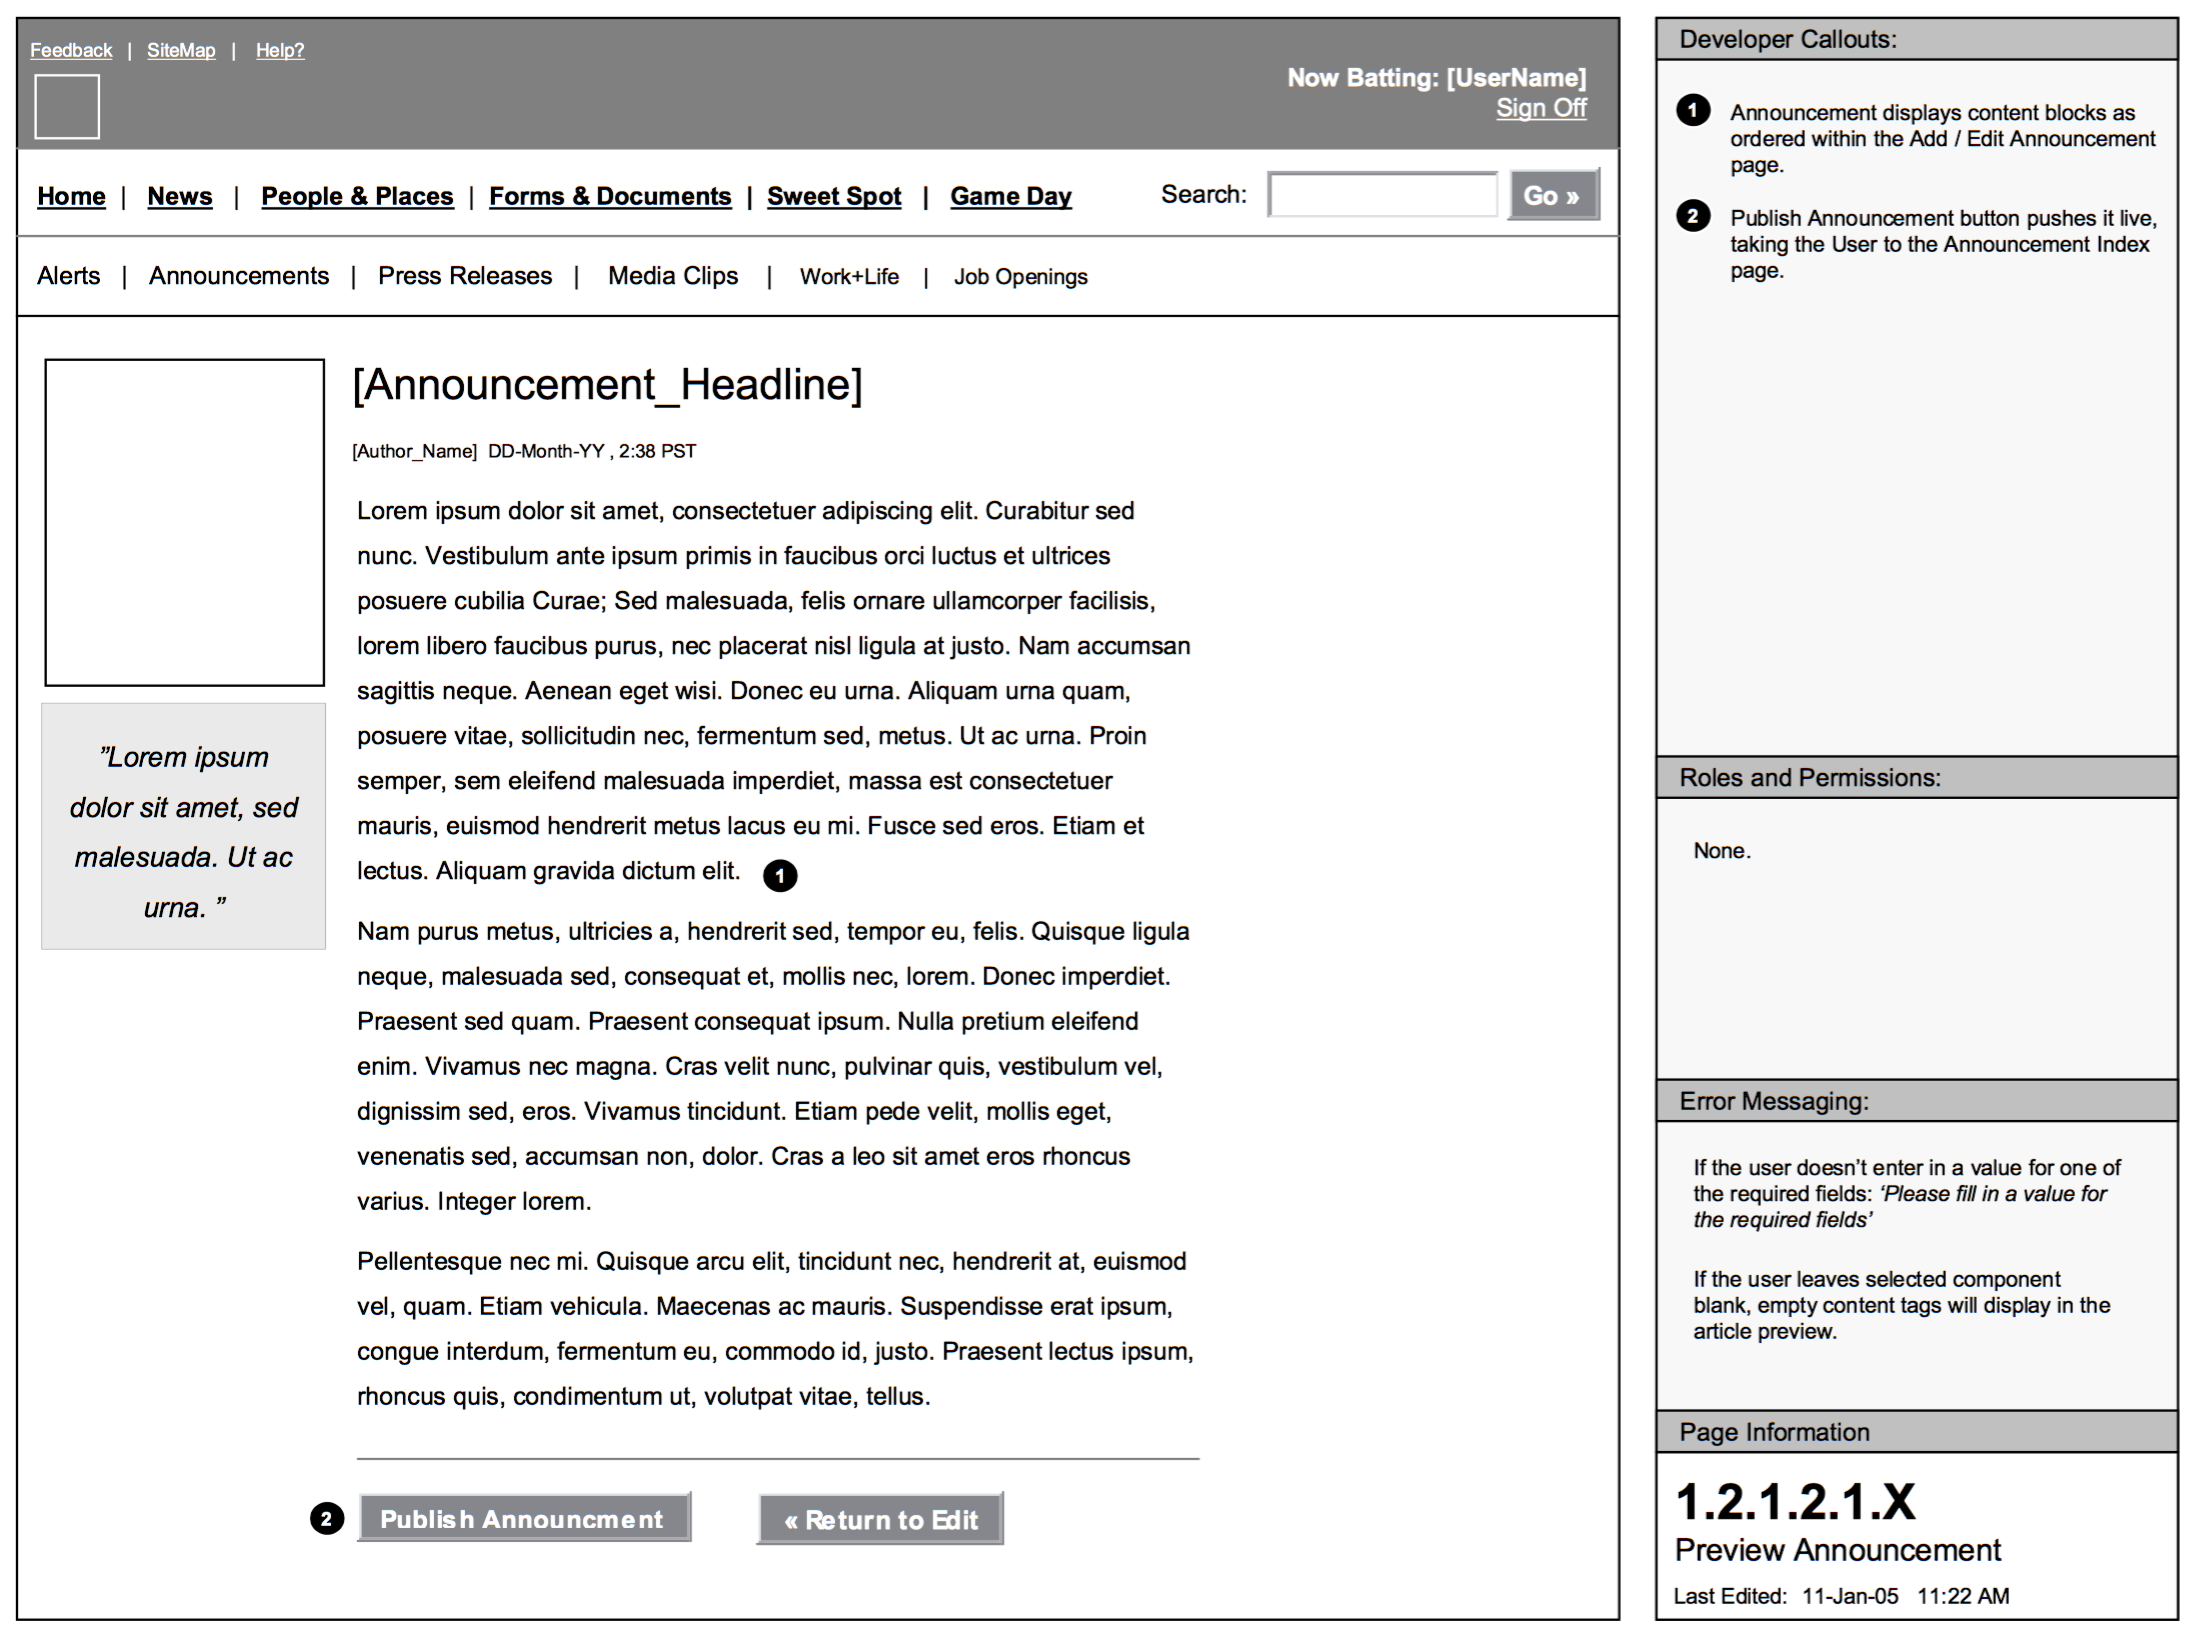 Feedback | SiteMap | Help?
Now Batting: [UserName]
Sign Off
Home | News | People & Places | Forms & Documents | Sweet Spot | Game Day Search: Go »
Alerts | Announcements | Press Releases | Media Clips | Work+Life | Job Openings
[Announcement_Headline]
[Author_Name] DD-Month-YY , 2:38 PST
Lorem ipsum dolor sit amet, consectetuer adipiscing elit. Curabitur sed
nunc. Vestibulum ante ipsum primis in faucibus orci luctus et ultrices
posuere cubilia Curae; Sed malesuada, felis ornare ullamcorper facilisis,
lorem libero faucibus purus, nec placerat nisl ligula at justo. Nam accumsan
sagittis neque. Aenean eget wisi. Donec eu urna. Aliquam urna quam,
posuere vitae, sollicitudin nec, fermentum sed, metus. Ut ac urna. Proin
semper, sem eleifend malesuada imperdiet, massa est consectetuer
mauris, euismod hendrerit metus lacus eu mi. Fusce sed eros. Etiam et
lectus. Aliquam gravida dictum elit. 1
Nam purus metus, ultricies a, hendrerit sed, tempor eu, felis. Quisque ligula
neque, malesuada sed, consequat et, mollis nec, lorem. Donec imperdiet.
Praesent sed quam. Praesent consequat ipsum. Nulla pretium eleifend
enim. Vivamus nec magna. Cras velit nunc, pulvinar quis, vestibulum vel,
dignissim sed, eros. Vivamus tincidunt. Etiam pede velit, mollis eget,
venenatis sed, accumsan non, dolor. Cras a leo sit amet eros rhoncus
varius. Integer lorem.
Pellentesque nec mi. Quisque arcu elit, tincidunt nec, hendrerit at, euismod
vel, quam. Etiam vehicula. Maecenas ac mauris. Suspendisse erat ipsum,
congue interdum, fermentum eu, commodo id, justo. Praesent lectus ipsum,
rhoncus quis, condimentum ut, volutpat vitae, tellus.
”Lorem ipsum
dolor sit amet, sed
malesuada. Ut ac
urna. ”
2 Publish Announcment « Return to Edit
Developer Callouts:
1 Announcement displays content blocks as
ordered within the Add / Edit Announcement
page.
2 Publish Announcement button pushes it live,
taking the User to the Announcement Index
page.
Roles and Permissions:
None.
Error Messaging:
If the user doesn’t enter in a value for one of
the required fields: ‘Please fill in a value for
the required fields’
If the user leaves selected component
blank, empty content tags will display in the
article preview.
Page Information
1.2.1.2.1.X
Preview Announcement
Last Edited: 11-Jan-05 11:22 AM